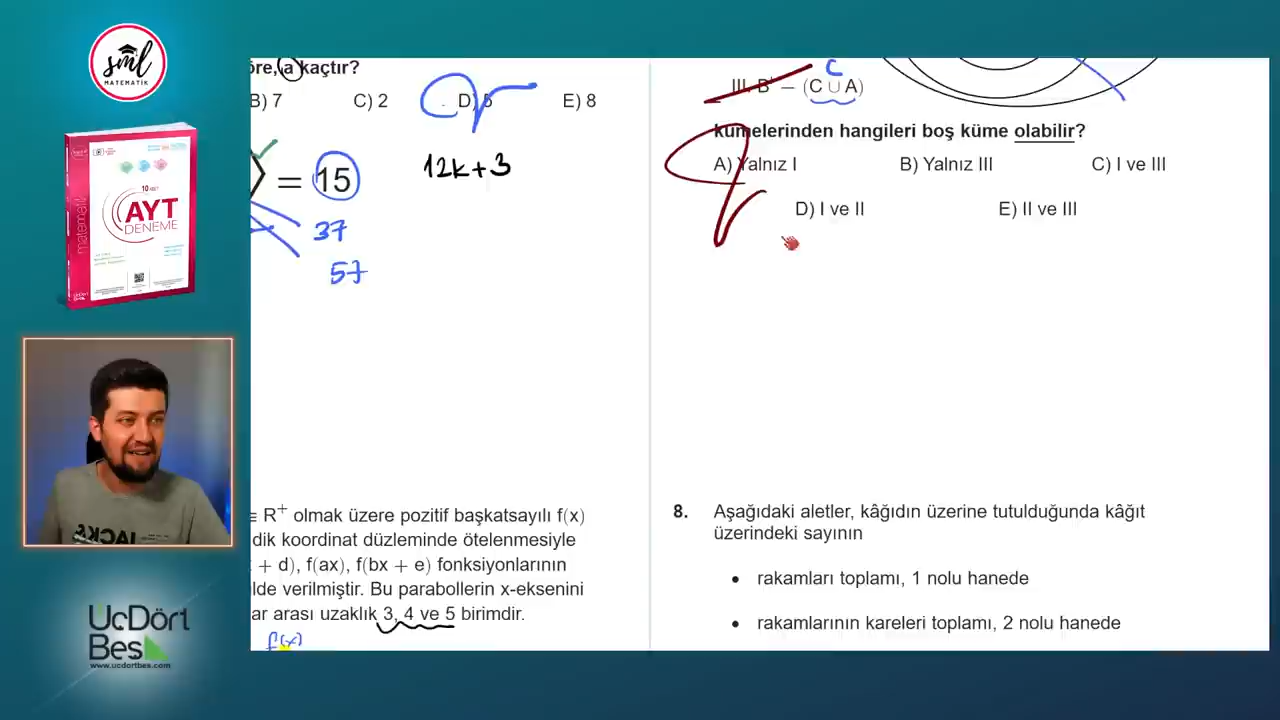 sml
MATEMATİK
10 ADET
AYT
DENEME
matematik
ÜçDört
Beş
www.ucdortbes.com
öre, a kaçtır?
B) 7
C) 2
D) 5
E) 8
= 15
12k+3
37
57
R+ olmak üzere pozitif başkatsayılı f(x)
dik koordinat düzleminde ötelenmesiyle
+ d), f(ax), f(bx + e) fonksiyonlarının
lde verilmiştir. Bu parabollerin x-eksenini
ar arası uzaklık 3, 4 ve 5 birimdir.
f(x)
C
III. B' – (C ∪ A)
kümelerinden hangileri boş küme olabilir?
A) Yalnız I
B) Yalnız III
C) I ve III
D) I ve II
E) II ve III
8. Aşağıdaki aletler, kâğıdın üzerine tutulduğunda kâğıt
üzerindeki sayının
• rakamları toplamı, 1 nolu hanede
• rakamlarının kareleri toplamı, 2 nolu hanede